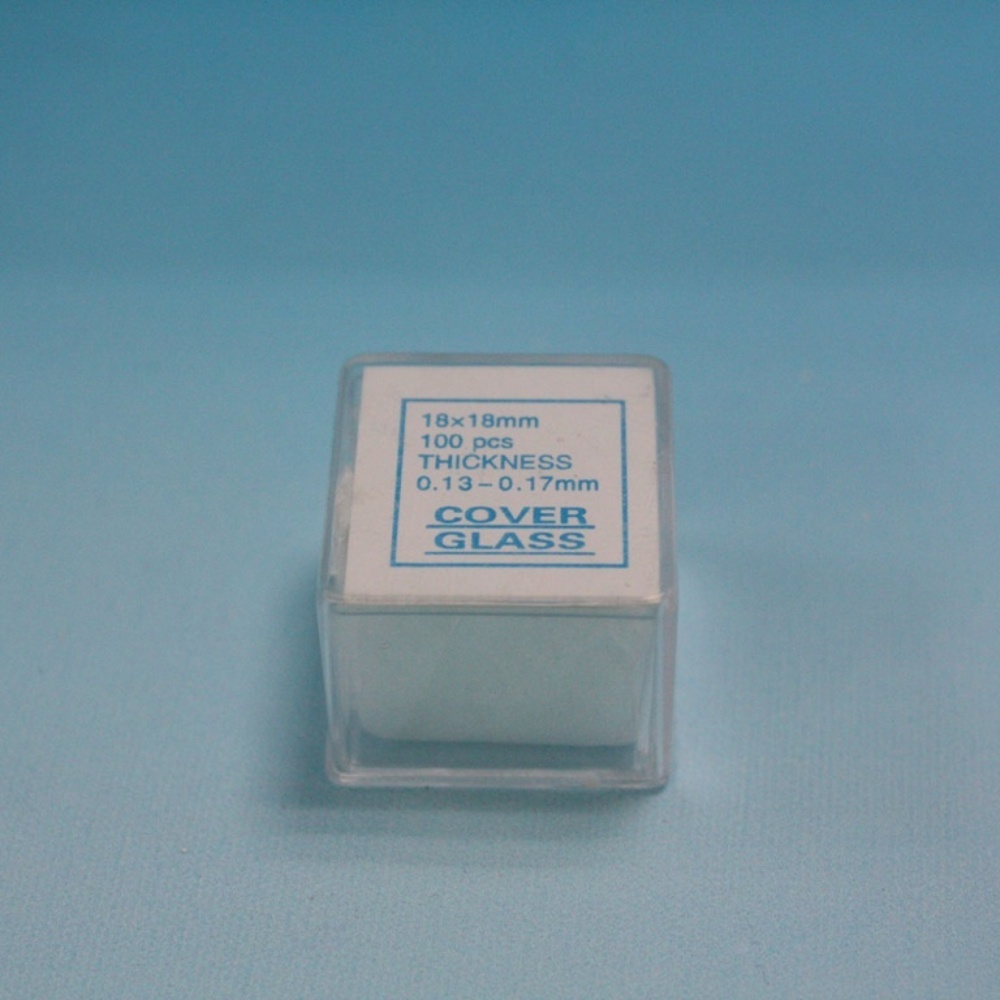 18×18mm
100 pcs
THICKNESS
0.13-0.17mm
COVER
GLASS